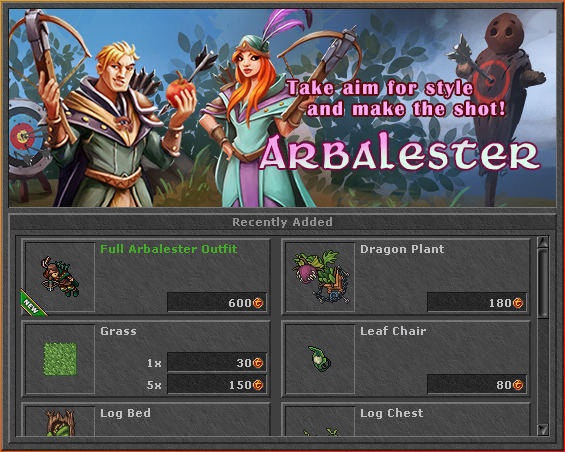 Take aim for style
and make the shot!
ARBALESTER
Recently Added
Full Arbalester Outfit
NEW
600
Dragon Plant
180
Grass
1x 30
5x 150
Leaf Chair
80
Log Bed
Log Chest